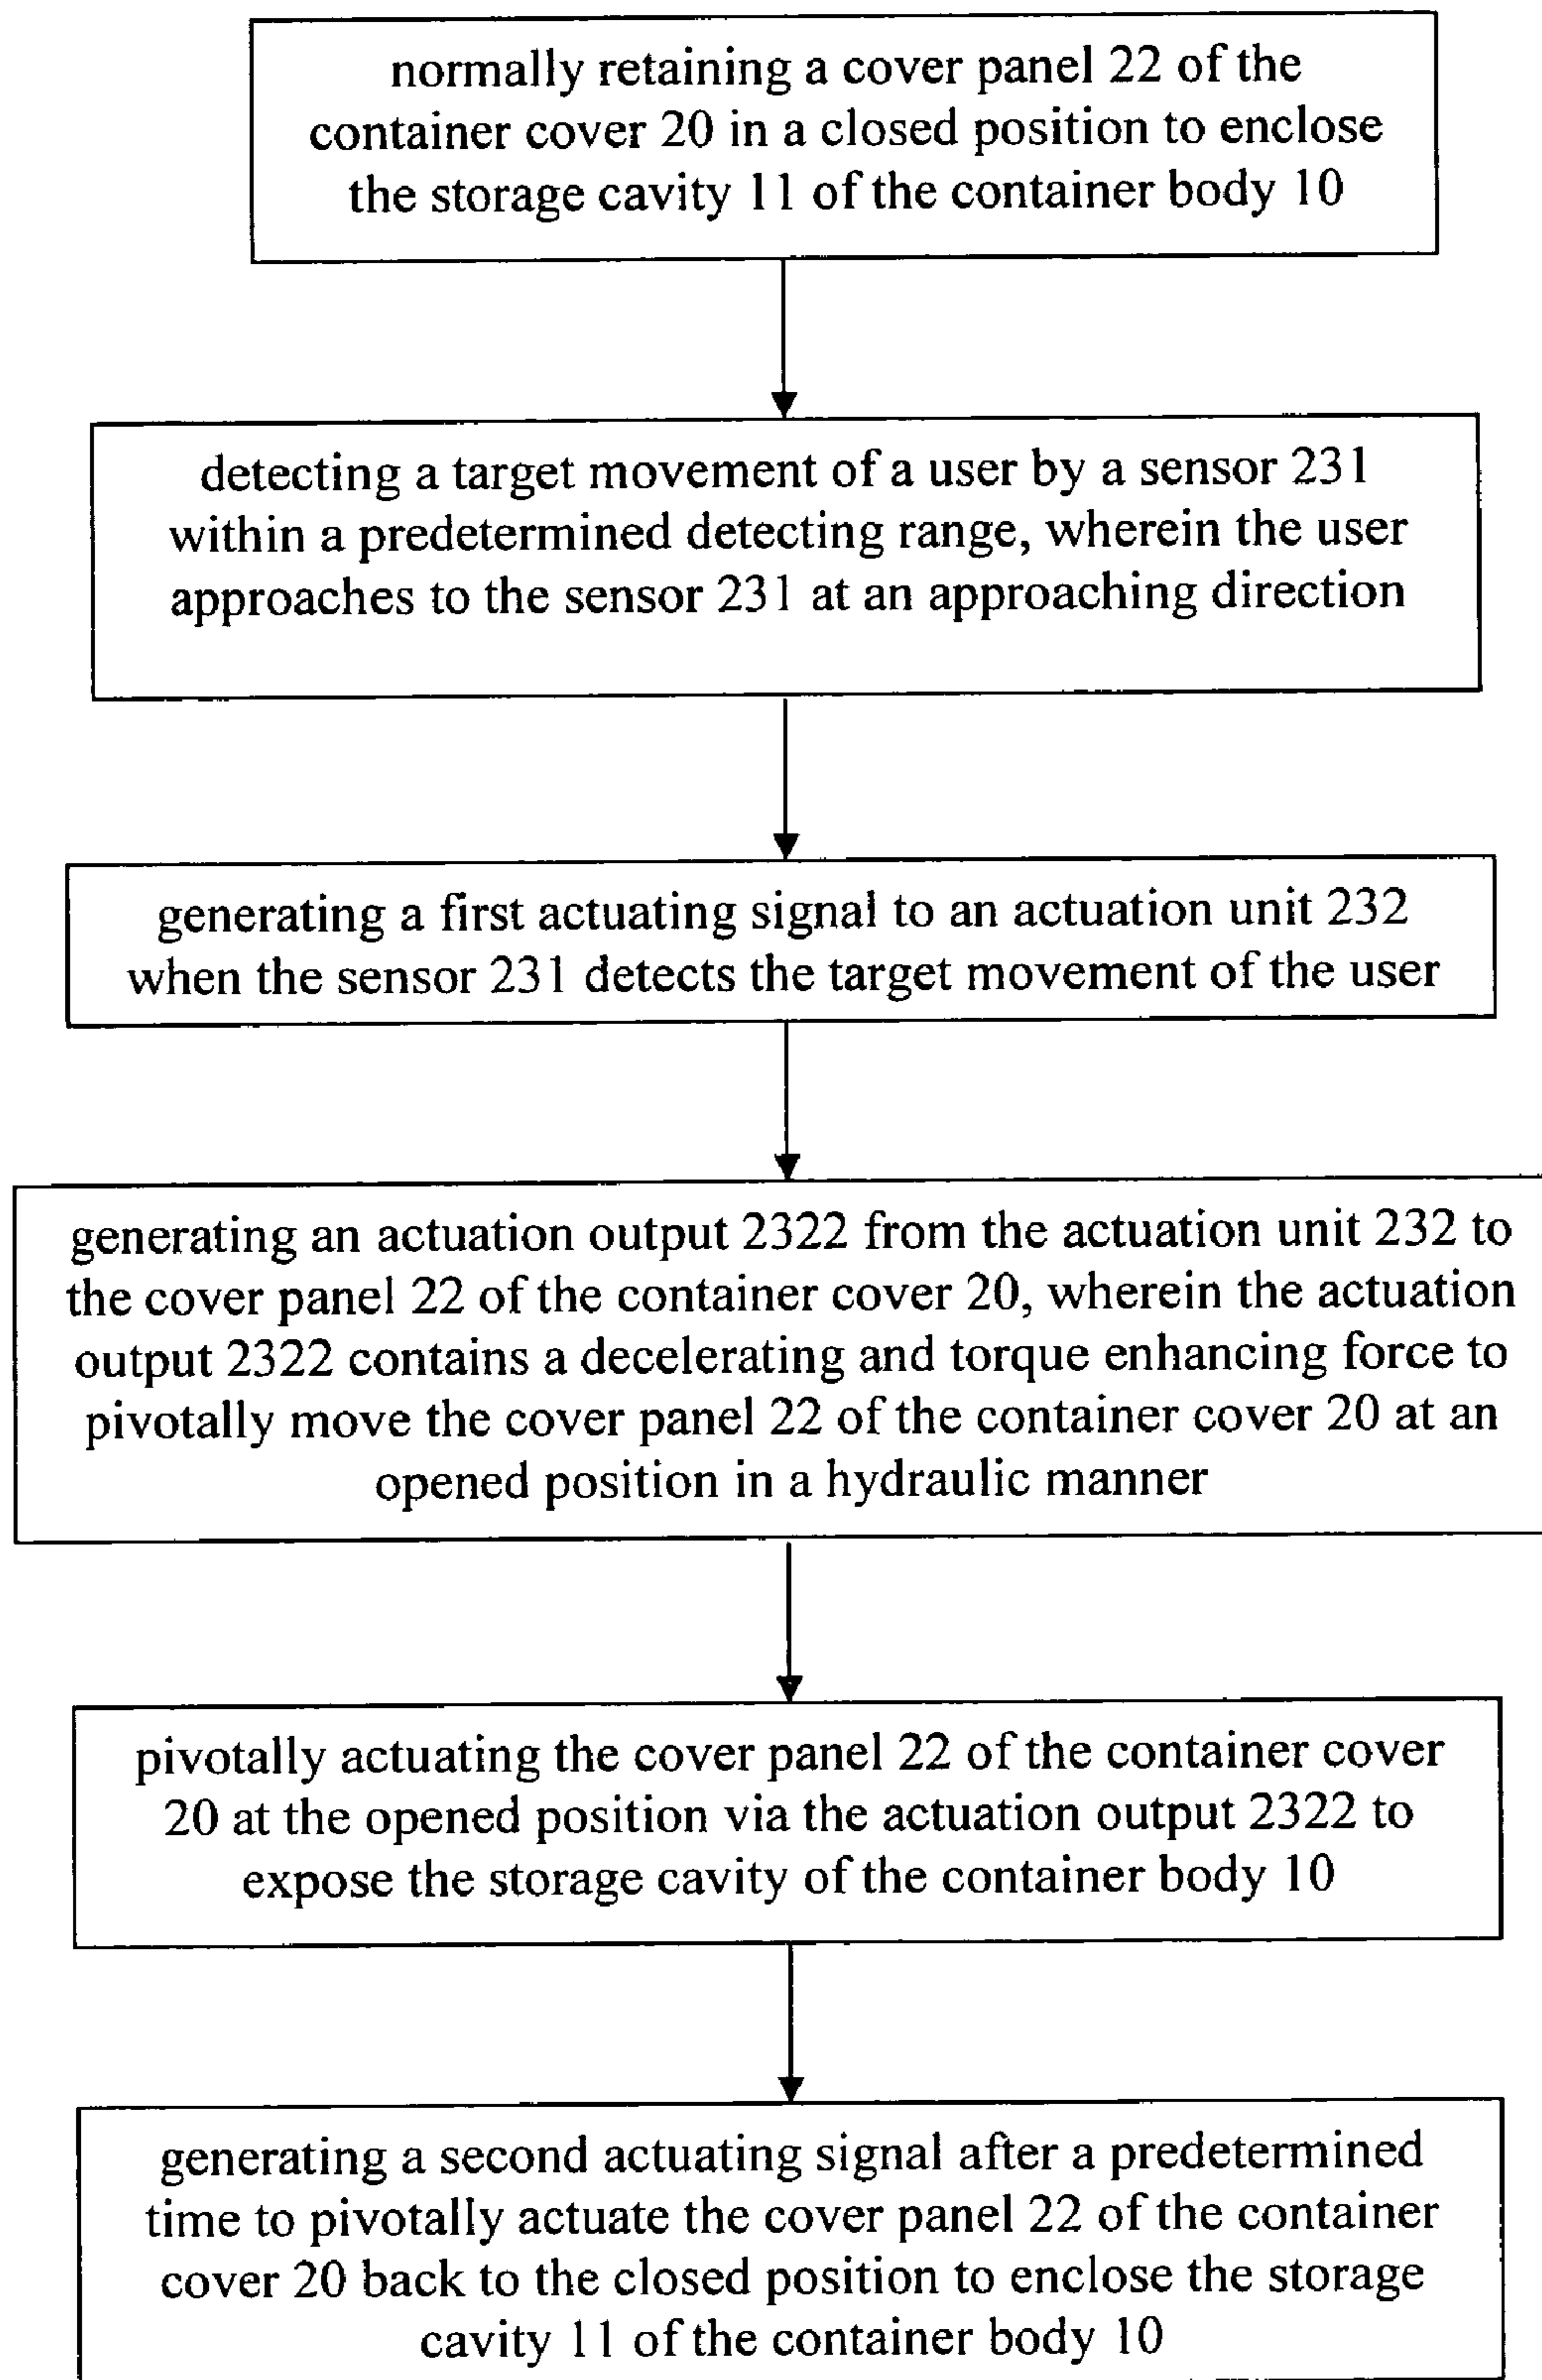 normally retaining a cover panel 22 of the
container cover 20 in a closed position to enclose
the storage cavity 11 of the container body 10
detecting a target movement of a user by a sensor 231
within a predetermined detecting range, wherein the user
approaches to the sensor 231 at an approaching direction
generating a first actuating signal to an actuation unit 232
when the sensor 231 detects the target movement of the user
generating an actuation output 2322 from the actuation unit 232 to
the cover panel 22 of the container cover 20, wherein the actuation
output 2322 contains a decelerating and torque enhancing force to
pivotally move the cover panel 22 of the container cover 20 at an
opened position in a hydraulic manner
pivotally actuating the cover panel 22 of the container cover
20 at the opened position via the actuation output 2322 to
expose the storage cavity of the container body 10
generating a second actuating signal after a predetermined
time to pivotally actuate the cover panel 22 of the container
cover 20 back to the closed position to enclose the storage
cavity 11 of the container body 10